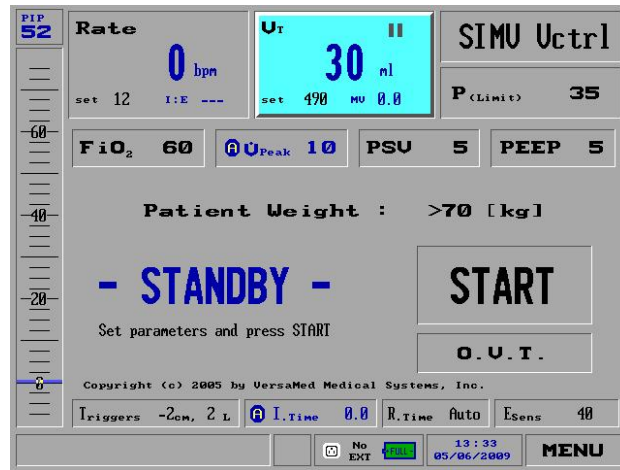 PIP
52
Rate
0 bpm
set 12 I:E ---
VT
30 ml
set 490 MV 0.0
SIMV Vctrl
P(Limit) 35
60
40
20
0
FiO2 60
A V̇Peak 10
PSV 5
PEEP 5
Patient Weight : >70 [kg]
- STANDBY -
Set parameters and press START
START
O.V.T.
Copyright (c) 2005 by VersaMed Medical Systems, Inc.
Triggers -2cm, 2 L
A I.Time 0.0
R.Time Auto
Esens 40
No
EXT
FULL
13:33
05/06/2009
MENU